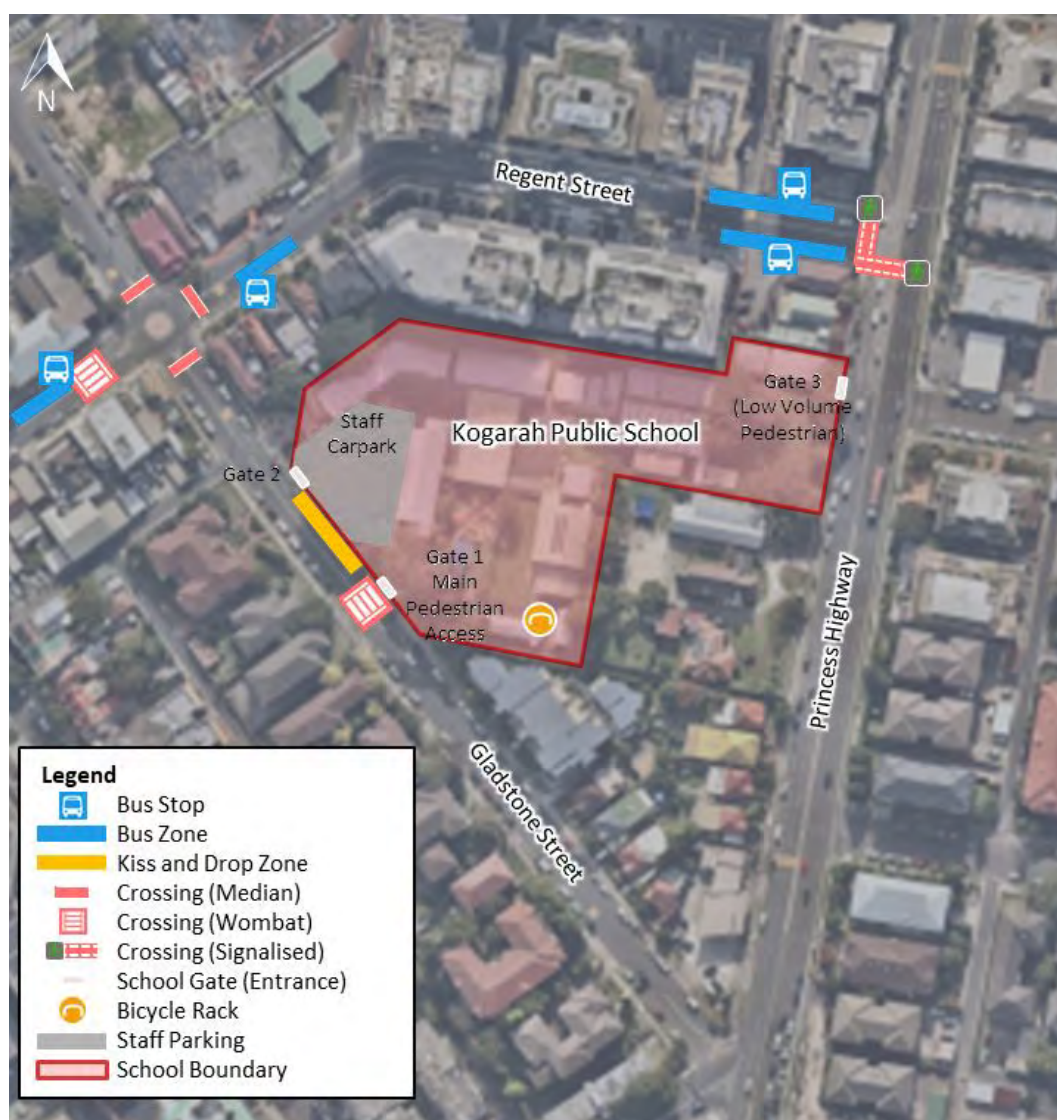 N
Regent Street
Gate 3
(Low Volume
Pedestrian)
Staff
Carpark
Kogarah Public School
Gate 2
Gate 1
Main
Pedestrian
Access
Princess Highway
Gladstone Street
Legend
Bus Stop
Bus Zone
Kiss and Drop Zone
Crossing (Median)
Crossing (Wombat)
Crossing (Signalised)
School Gate (Entrance)
Bicycle Rack
Staff Parking
School Boundary